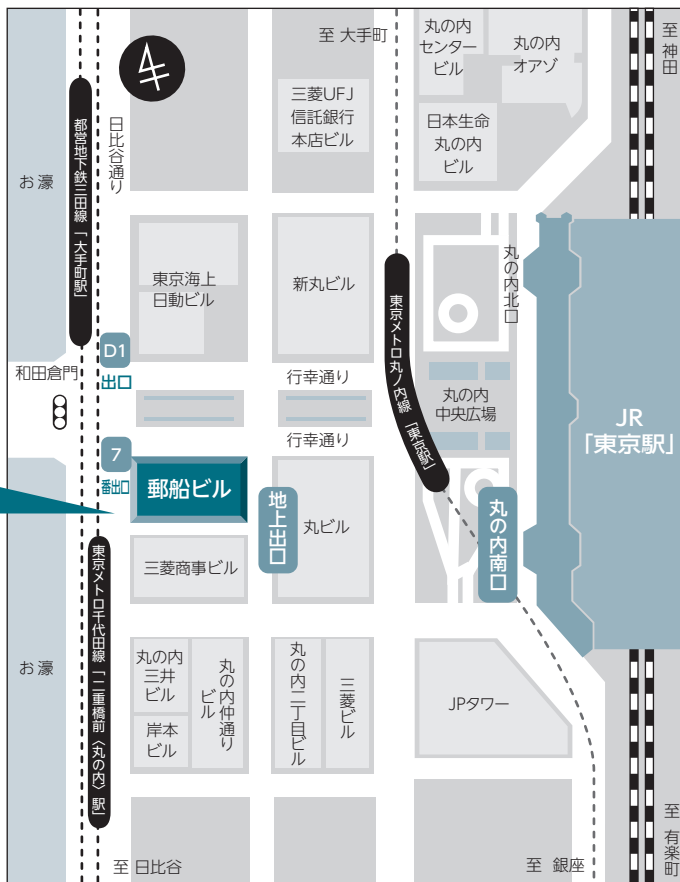 至 大手町
丸の内
センター
ビル
丸の内
オアゾ
至 神田
三菱UFJ
信託銀行
本店ビル
日本生命
丸の内
ビル
日比谷通り
都営地下鉄三田線「大手町駅」
お濠
東京海上
日動ビル
新丸ビル
東京メトロ丸ノ内線「東京駅」
丸の内北口
D1
出口
和田倉門
行幸通り
丸の内
中央広場
JR
「東京駅」
行幸通り
7
番出口
郵船ビル
地上出口
丸ビル
丸の内南口
三菱商事ビル
東京メトロ千代田線「二重橋前〈丸の内〉駅」
お濠
丸の内
三井
ビル
岸本
ビル
丸の内仲通り
ビル
丸の内二丁目ビル
三菱ビル
JPタワー
至 日比谷
至 銀座
至 有楽町